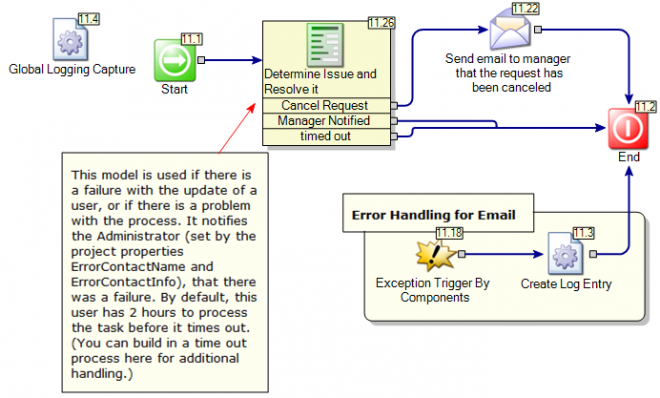 11.4
Global Logging Capture
11.1
Start
11.26
Determine Issue and
Resolve it
Cancel Request
Manager Notified
timed out
11.22
Send email to manager
that the request has
been canceled
11.2
End
This model is used if there is
a failure with the update of a
user, or if there is a problem
with the process. It notifies
the Administrator (set by the
project properties
ErrorContactName and
ErrorContactInfo), that there
was a failure. By default, this
user has 2 hours to process
the task before it times out.
(You can build in a time out
process here for additional
handling.)
Error Handling for Email
11.18
Exception Trigger By
Components
11.3
Create Log Entry